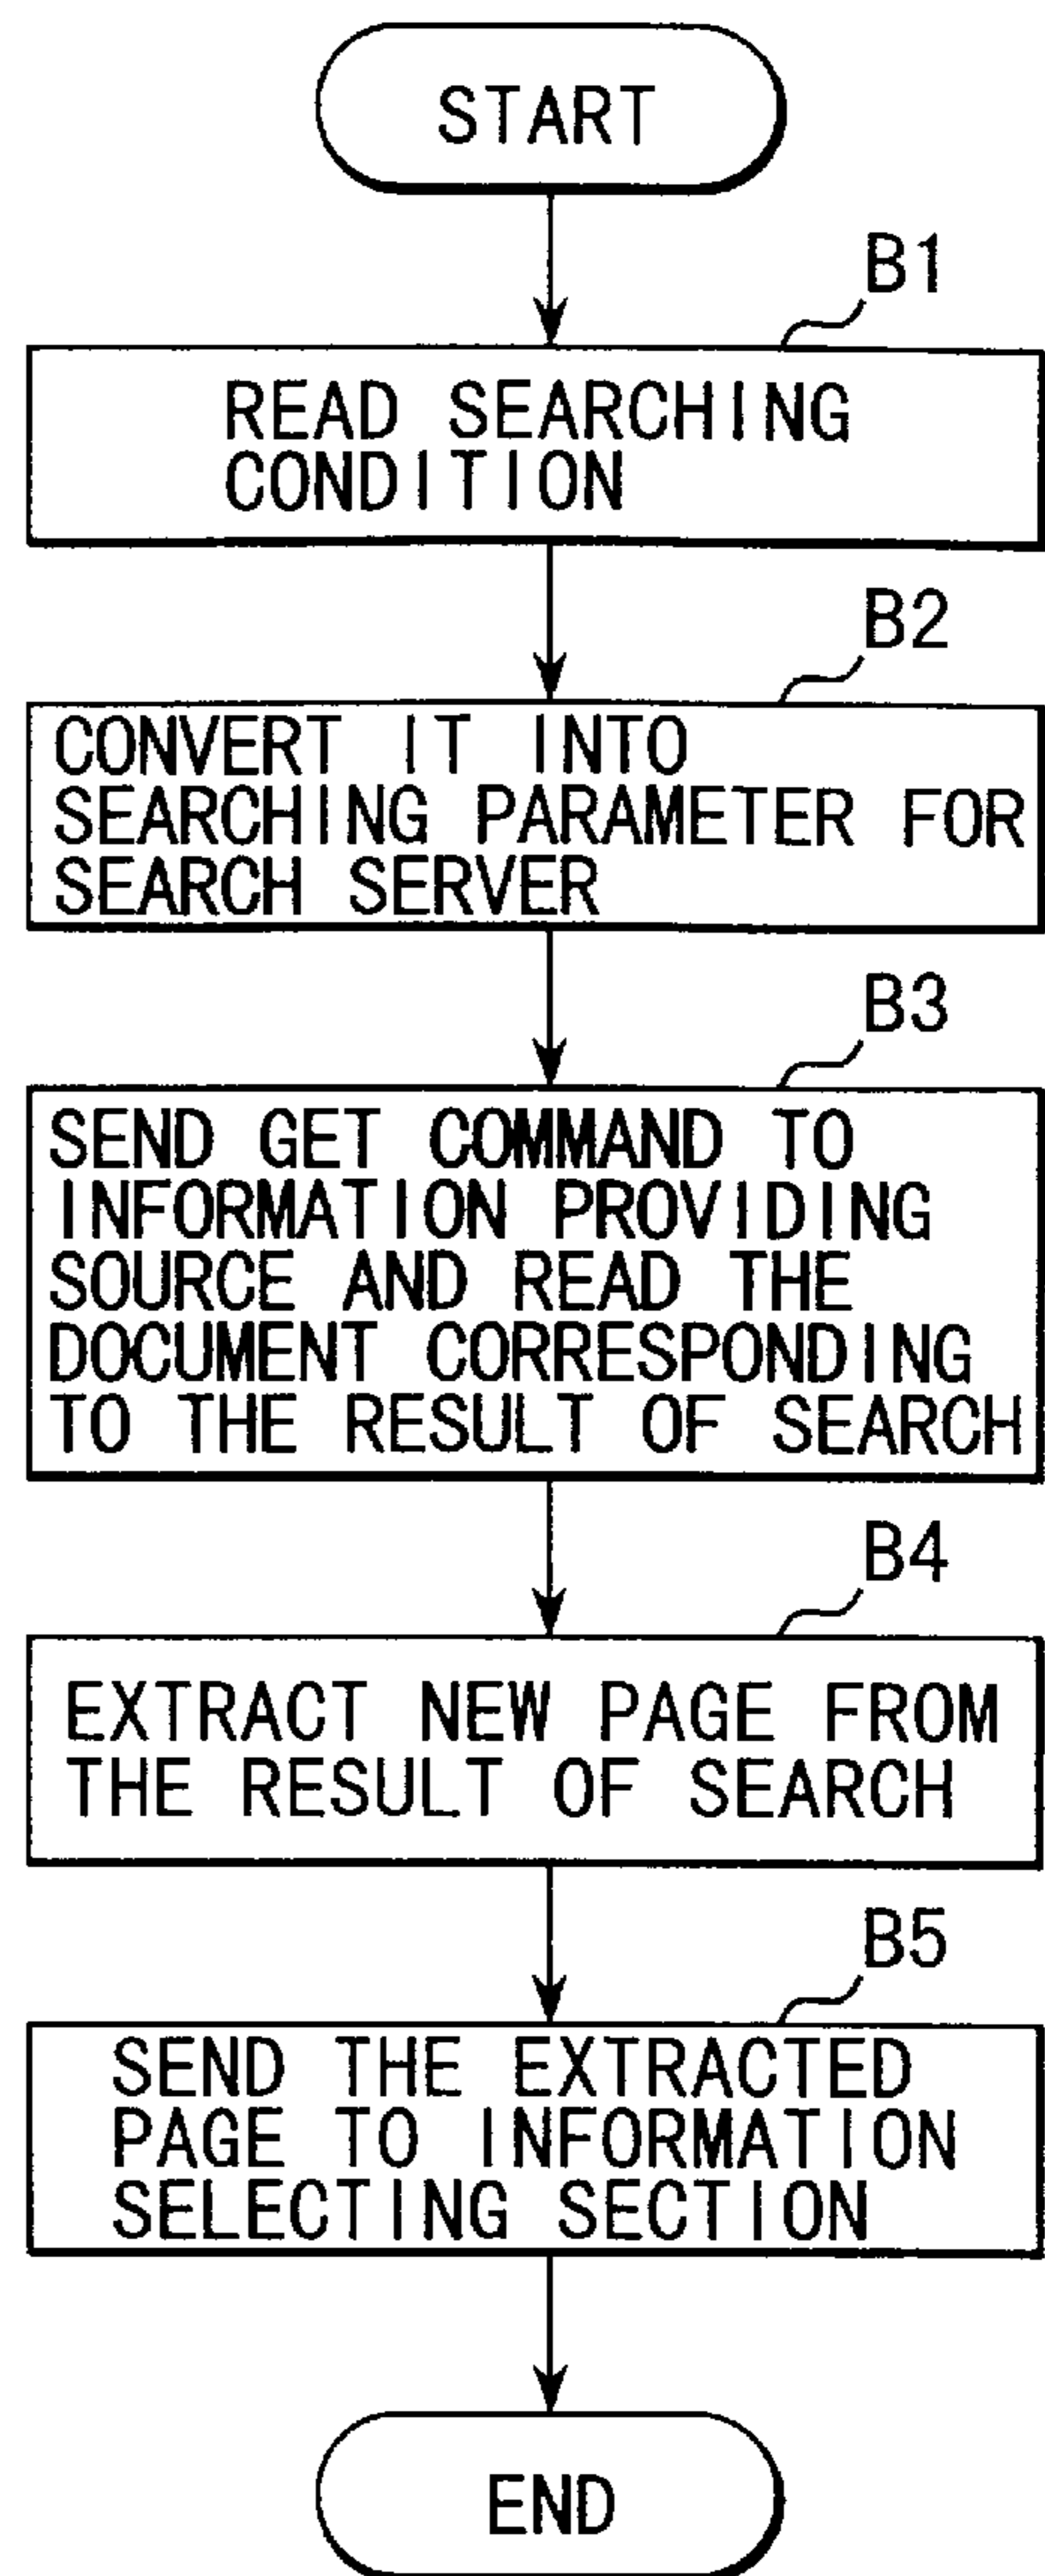 START
B1
READ SEARCHING
CONDITION
B2
CONVERT IT INTO
SEARCHING PARAMETER FOR
SEARCH SERVER
B3
SEND GET COMMAND TO
INFORMATION PROVIDING
SOURCE AND READ THE
DOCUMENT CORRESPONDING
TO THE RESULT OF SEARCH
B4
EXTRACT NEW PAGE FROM
THE RESULT OF SEARCH
B5
SEND THE EXTRACTED
PAGE TO INFORMATION
SELECTING SECTION
END